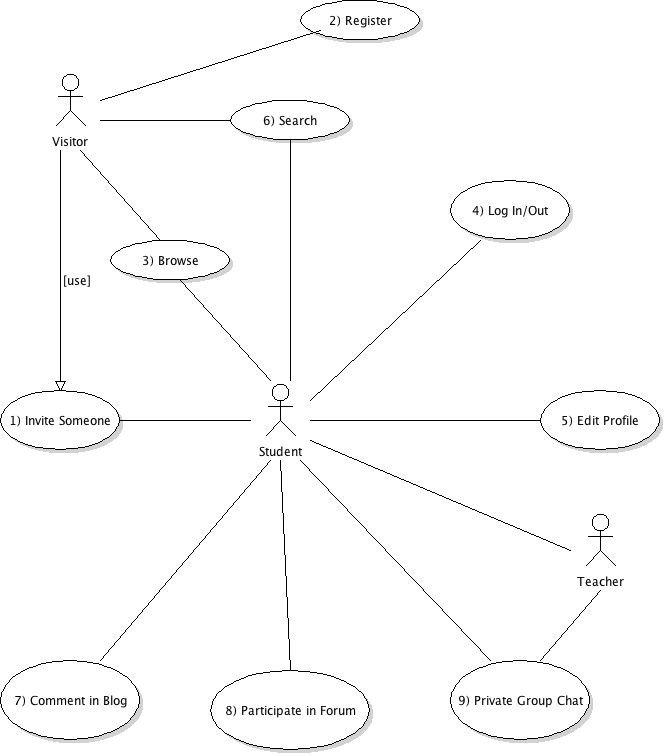 2) Register
Visitor
6) Search
4) Log In/Out
3) Browse
[use]
1) Invite Someone
Student
5) Edit Profile
Teacher
7) Comment in Blog
8) Participate in Forum
9) Private Group Chat